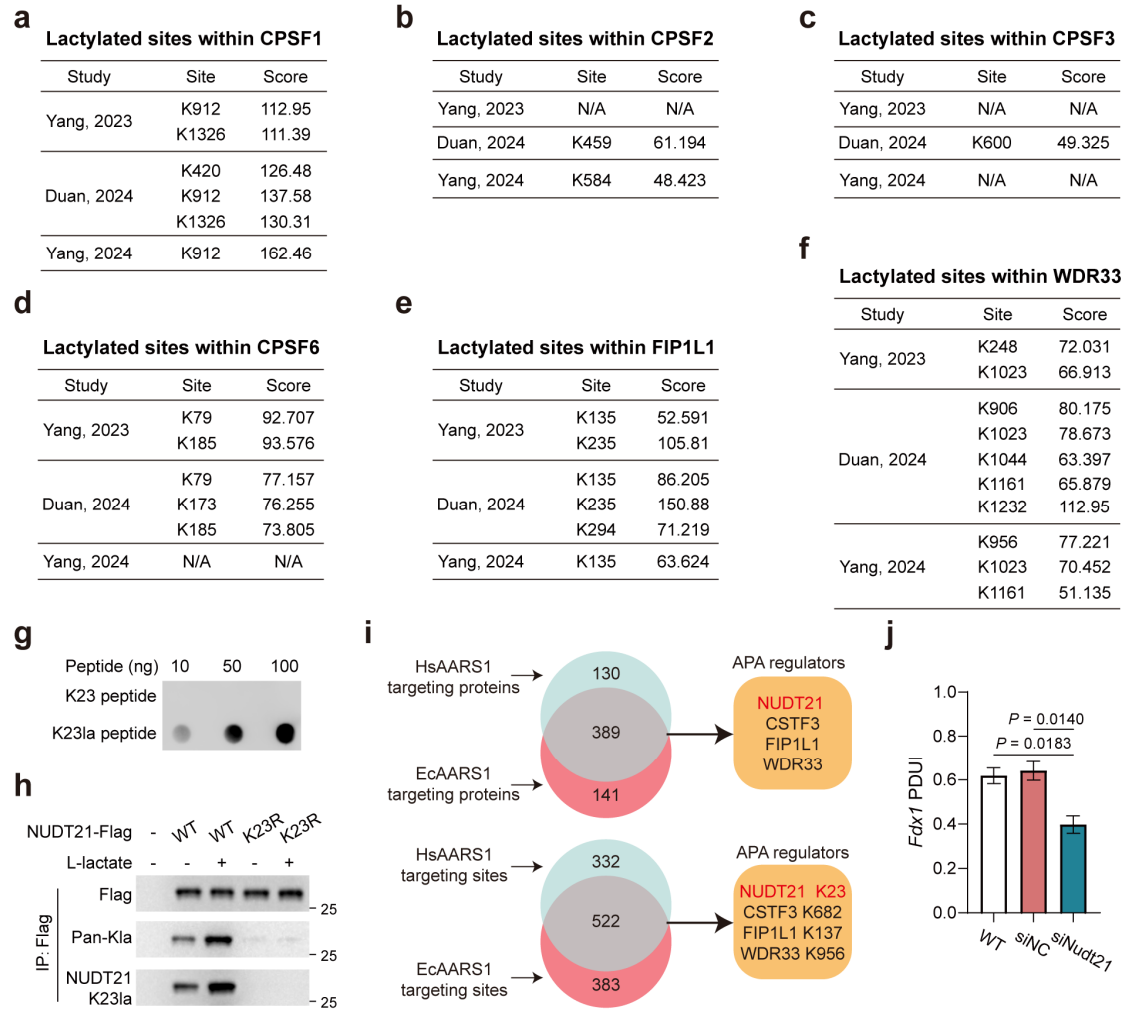 a
Lactylated sites within CPSF1
Study Site Score
Yang, 2023
K912 112.95
K1326 111.39
Duan, 2024
K420 126.48
K912 137.58
K1326 130.31
Yang, 2024 K912 162.46
b
Lactylated sites within CPSF2
Study Site Score
Yang, 2023 N/A N/A
Duan, 2024 K459 61.194
Yang, 2024 K584 48.423
c
Lactylated sites within CPSF3
Study Site Score
Yang, 2023 N/A N/A
Duan, 2024 K600 49.325
Yang, 2024 N/A N/A
d
Lactylated sites within CPSF6
Study Site Score
Yang, 2023
K79 92.707
K185 93.576
Duan, 2024
K79 77.157
K173 76.255
K185 73.805
Yang, 2024 N/A N/A
e
Lactylated sites within FIP1L1
Study Site Score
Yang, 2023
K135 52.591
K235 105.81
Duan, 2024
K135 86.205
K235 150.88
K294 71.219
Yang, 2024 K135 63.624
f
Lactylated sites within WDR33
Study Site Score
Yang, 2023
K248 72.031
K1023 66.913
Duan, 2024
K906 80.175
K1023 78.673
K1044 63.397
K1161 65.879
K1232 112.95
Yang, 2024
K956 77.221
K1023 70.452
K1161 51.135
g
Peptide (ng) 10 50 100
K23 peptide
K23la peptide
h
NUDT21-Flag - WT WT K23R K23R
L-lactate - - + - +
IP: Flag
Flag
25
Pan-Kla
NUDT21
K23la
25
i
HsAARS1
targeting proteins
130
389
EcAARS1
targeting proteins
141
APA regulators
NUDT21
CSTF3
FIP1L1
WDR33
HsAARS1
targeting sites
332
522
EcAARS1
targeting sites
383
APA regulators
NUDT21 K23
CSTF3 K682
FIP1L1 K137
WDR33 K956
j
Fdx1 PDUI
1.0
0.8
0.6
0.4
0.2
0.0
P = 0.0140
P = 0.0183
WT siNC siNudt21